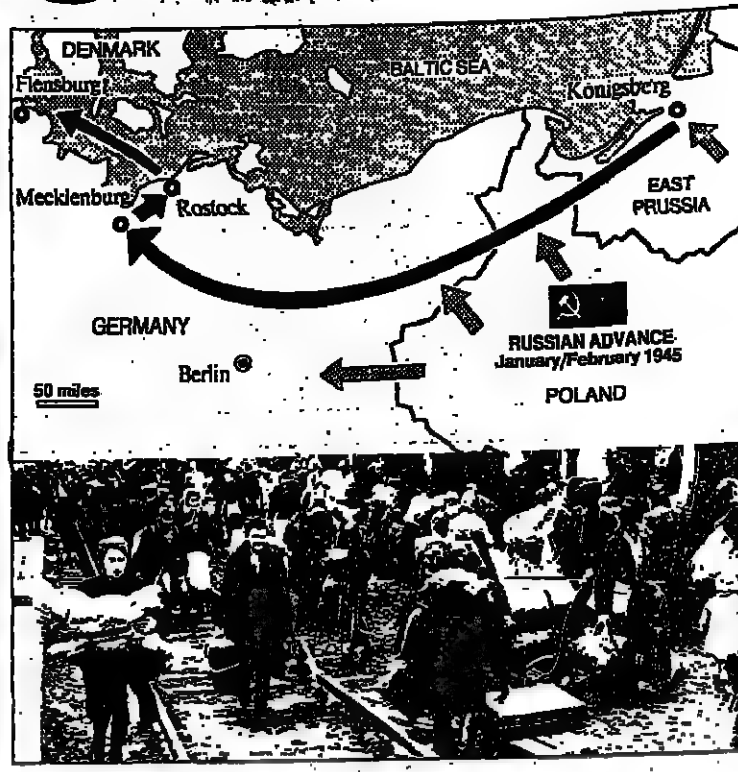 DENMARK
Flensburg
BALTIC SEA
Königsberg
Mecklenburg
Rostock
EAST
PRUSSIA
GERMANY
RUSSIAN ADVANCE
January/February 1945
Berlin
50 miles
POLAND